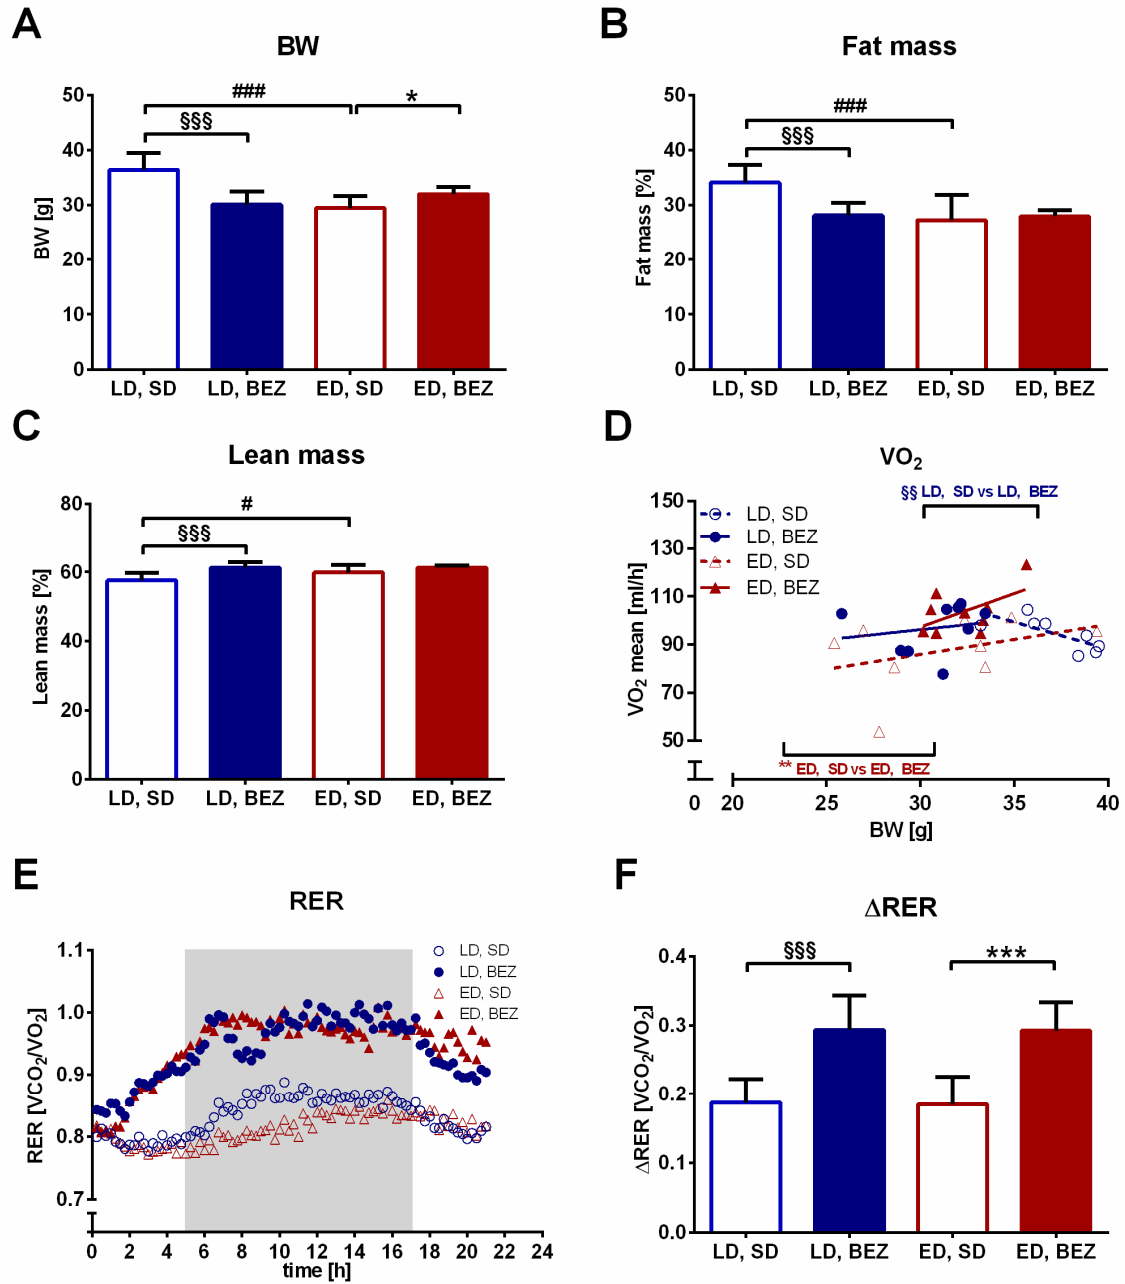 A
BW
###
*
§§§
BW [g]
50
40
30
20
10
0
LD, SD
LD, BEZ
ED, SD
ED, BEZ
B
Fat mass
###
§§§
Fat mass [%]
50
40
30
20
10
0
LD, SD
LD, BEZ
ED, SD
ED, BEZ
C
Lean mass
#
§§§
Lean mass [%]
80
60
40
20
0
LD, SD
LD, BEZ
ED, SD
ED, BEZ
D
VO2
§§ LD, SD vs LD, BEZ
LD, SD
LD, BEZ
ED, SD
ED, BEZ
VO2 mean [ml/h]
150
130
110
90
70
50
** ED, SD vs ED, BEZ
0
20
25
30
35
40
BW [g]
E
RER
LD, SD
LD, BEZ
ED, SD
ED, BEZ
RER [VCO2/VO2]
1.1
1.0
0.9
0.8
0.7
0
2
4
6
8
10
12
14
16
18
20
22
24
time [h]
F
ΔRER
§§§
***
ΔRER [VCO2/VO2]
0.4
0.3
0.2
0.1
0.0
LD, SD
LD, BEZ
ED, SD
ED, BEZ